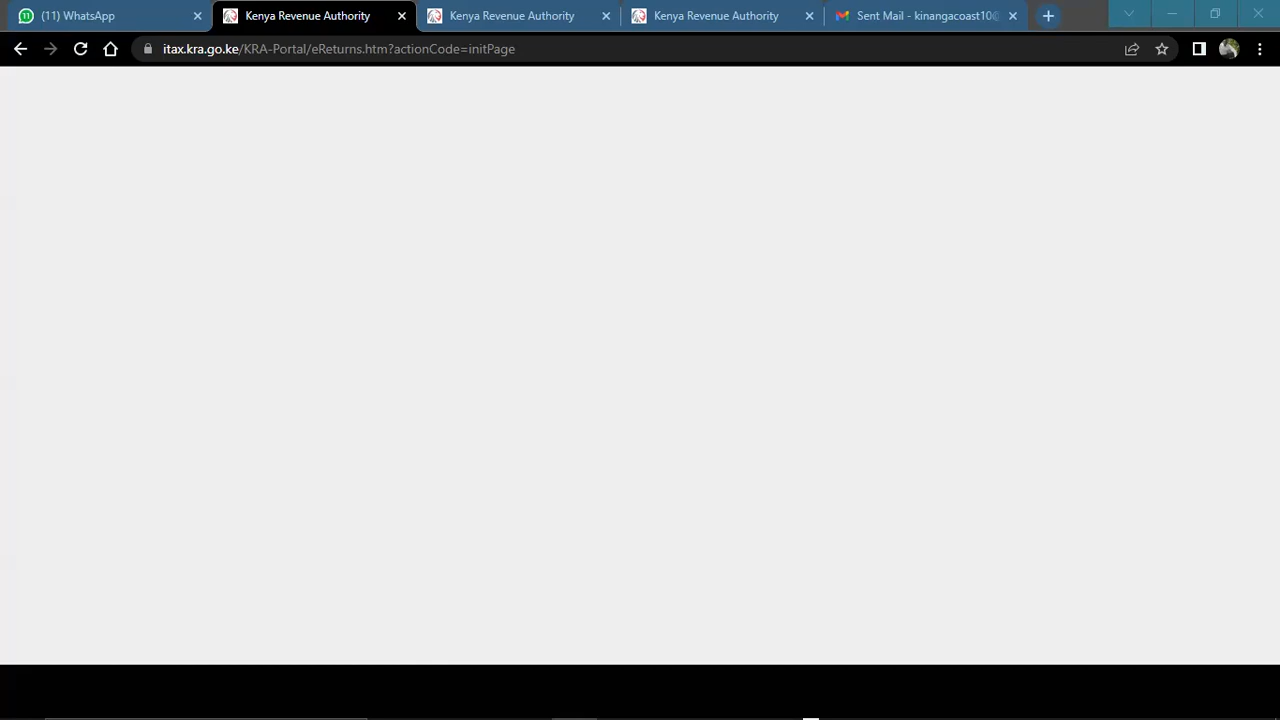 11 (11) WhatsApp
Kenya Revenue Authority
Kenya Revenue Authority
Kenya Revenue Authority
Sent Mail - kinangacoast10@
itax.kra.go.ke/KRA-Portal/eReturns.htm?actionCode=initPage